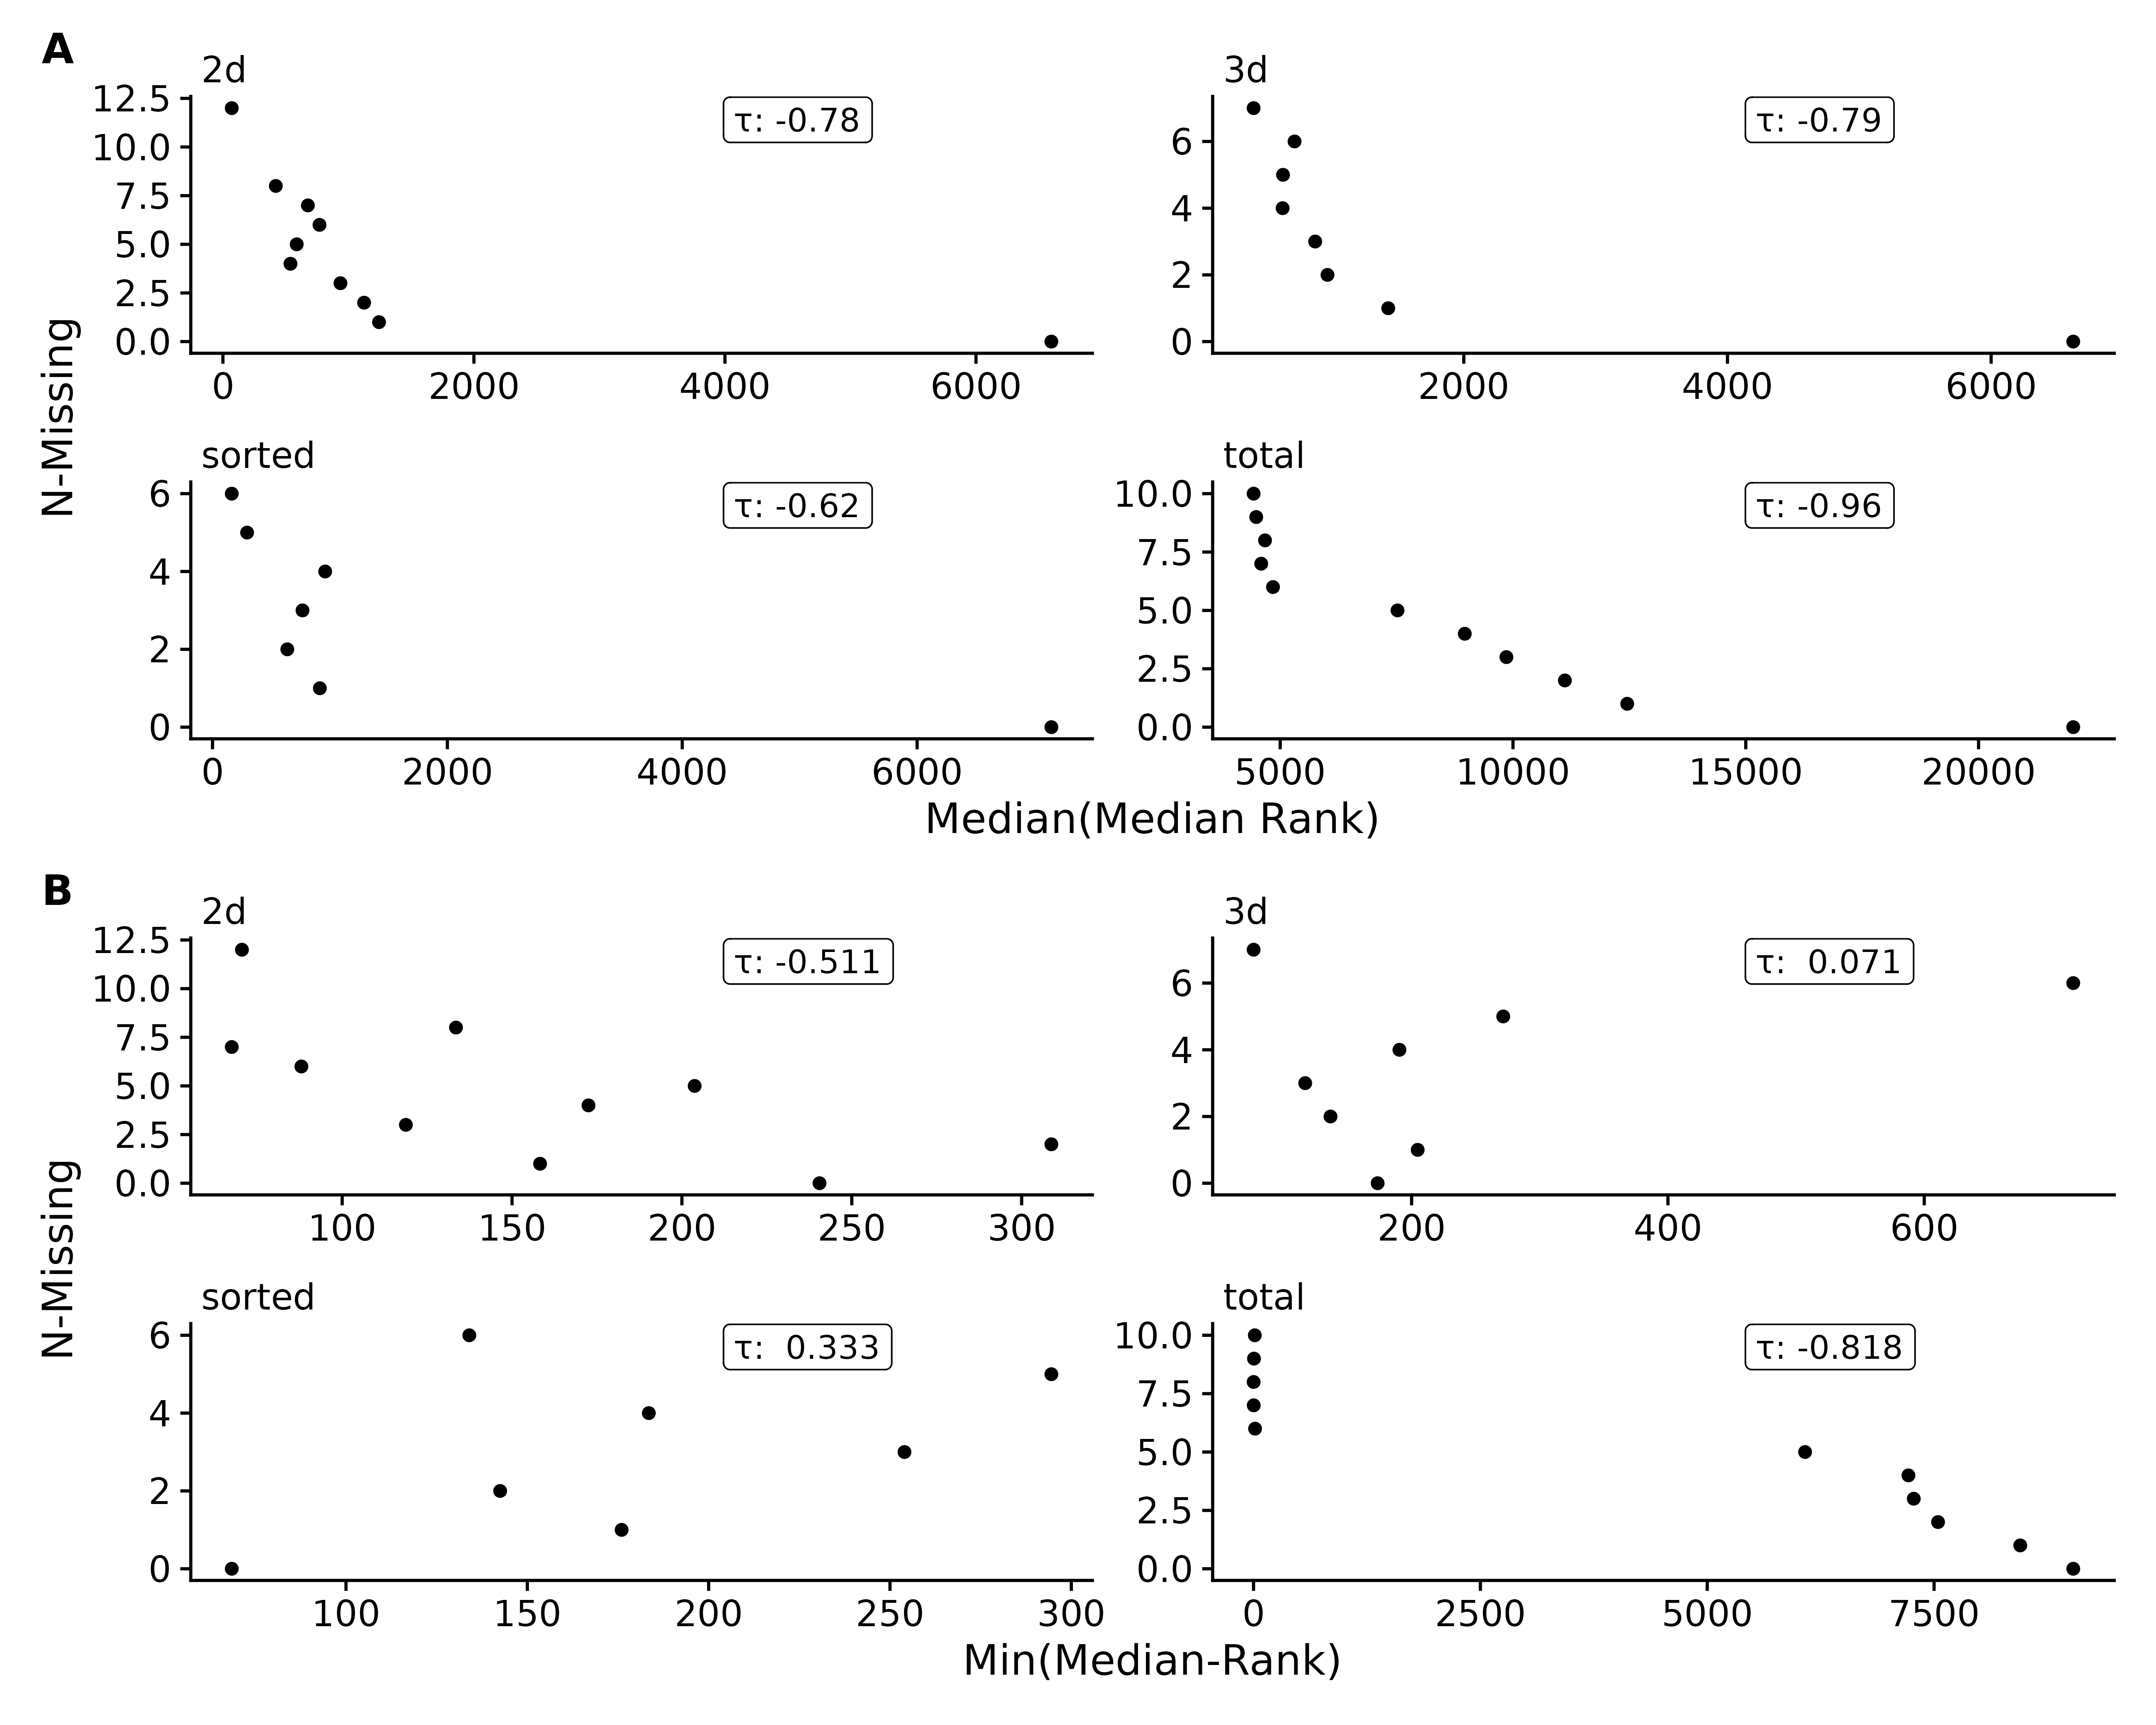 A
2d
3d
12.5
10.0
7.5
5.0
2.5
0.0
τ: -0.78
0 2000 4000 6000
6
4
2
0
τ: -0.79
2000 4000 6000
N-Missing
sorted
total
6
4
2
0
τ: -0.62
0 2000 4000 6000
10.0
7.5
5.0
2.5
0.0
τ: -0.96
5000 10000 15000 20000
Median(Median Rank)
B
2d
3d
12.5
10.0
7.5
5.0
2.5
0.0
τ: -0.511
100 150 200 250 300
6
4
2
0
τ: 0.071
200 400 600
N-Missing
sorted
total
6
4
2
0
τ: 0.333
100 150 200 250 300
10.0
7.5
5.0
2.5
0.0
τ: -0.818
0 2500 5000 7500
Min(Median-Rank)